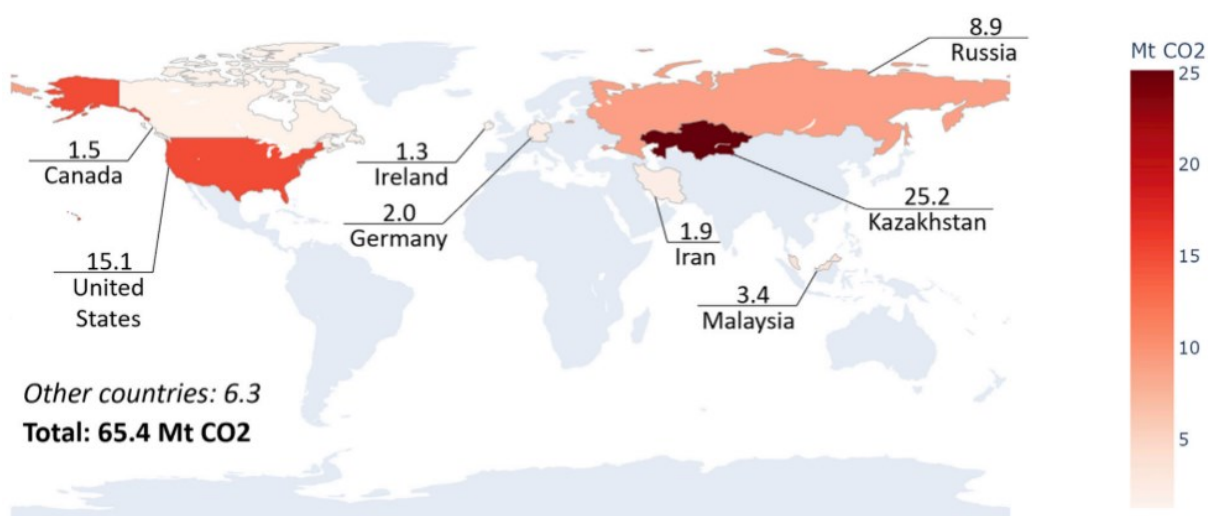 8.9
Russia
Mt CO2
25
20
15
10
5
1.5
Canada
1.3
Ireland
2.0
Germany
25.2
Kazakhstan
1.9
Iran
15.1
United
States
3.4
Malaysia
Other countries: 6.3
Total: 65.4 Mt CO2